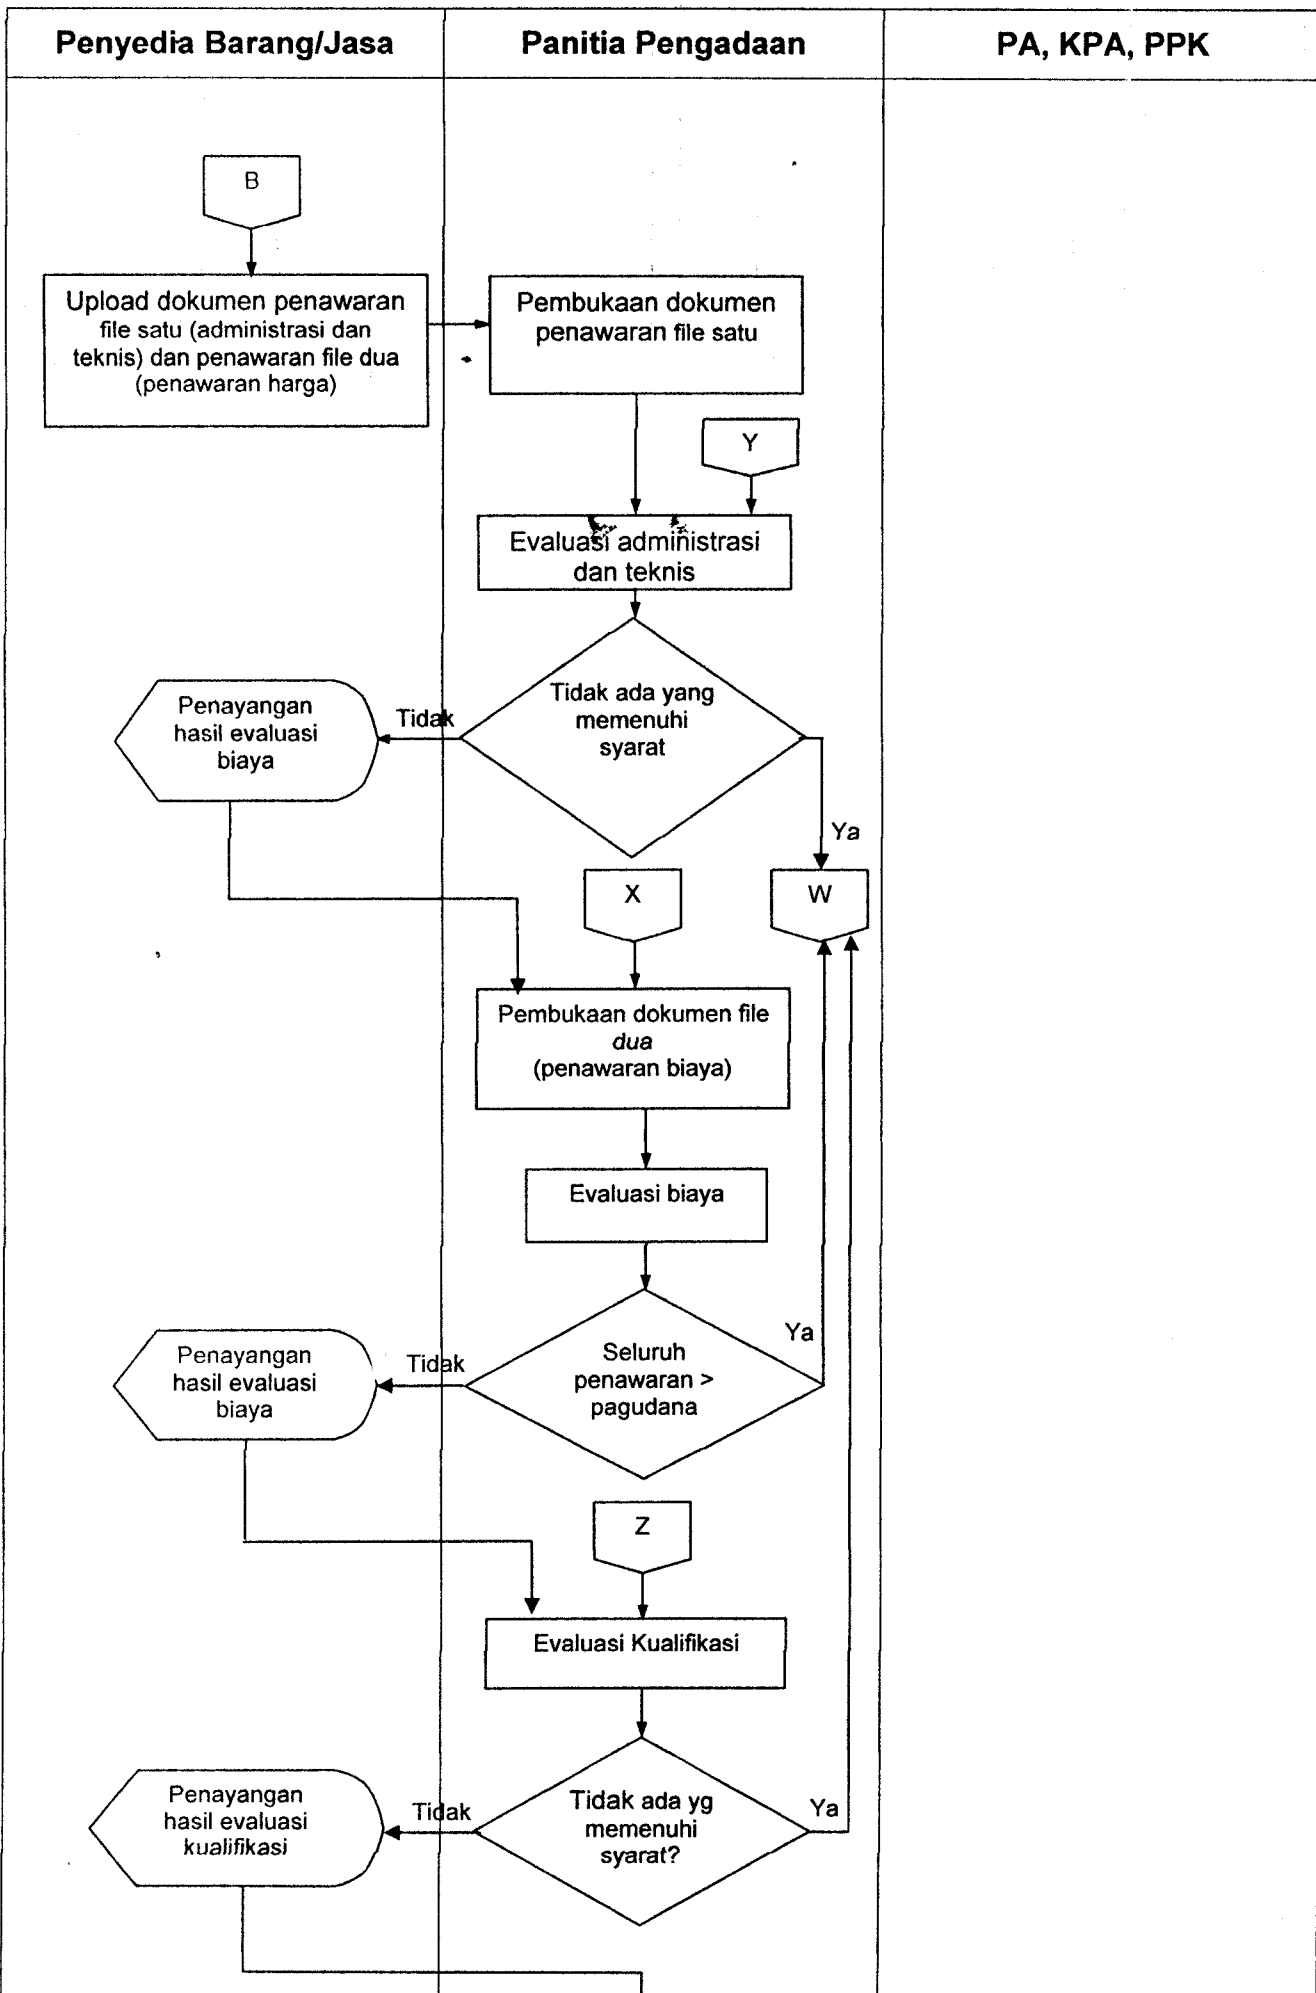 Penyedia Barang/Jasa
Panitia Pengadaan
PA, KPA, PPK
B
Upload dokumen penawaran
file satu (administrasi dan
teknis) dan penawaran file dua
(penawaran harga)
Pembukaan dokumen
penawaran file satu
Y
Evaluasi administrasi
dan teknis
Tidak ada yang
memenuhi
syarat
Tidak
Penayangan
hasil evaluasi
biaya
Ya
X
W
Pembukaan dokumen file
dua
(penawaran biaya)
Evaluasi biaya
Seluruh
penawaran >
pagudana
Ya
Tidak
Penayangan
hasil evaluasi
biaya
Z
Evaluasi Kualifikasi
Tidak ada yg
memenuhi
syarat?
Ya
Tidak
Penayangan
hasil evaluasi
kualifikasi